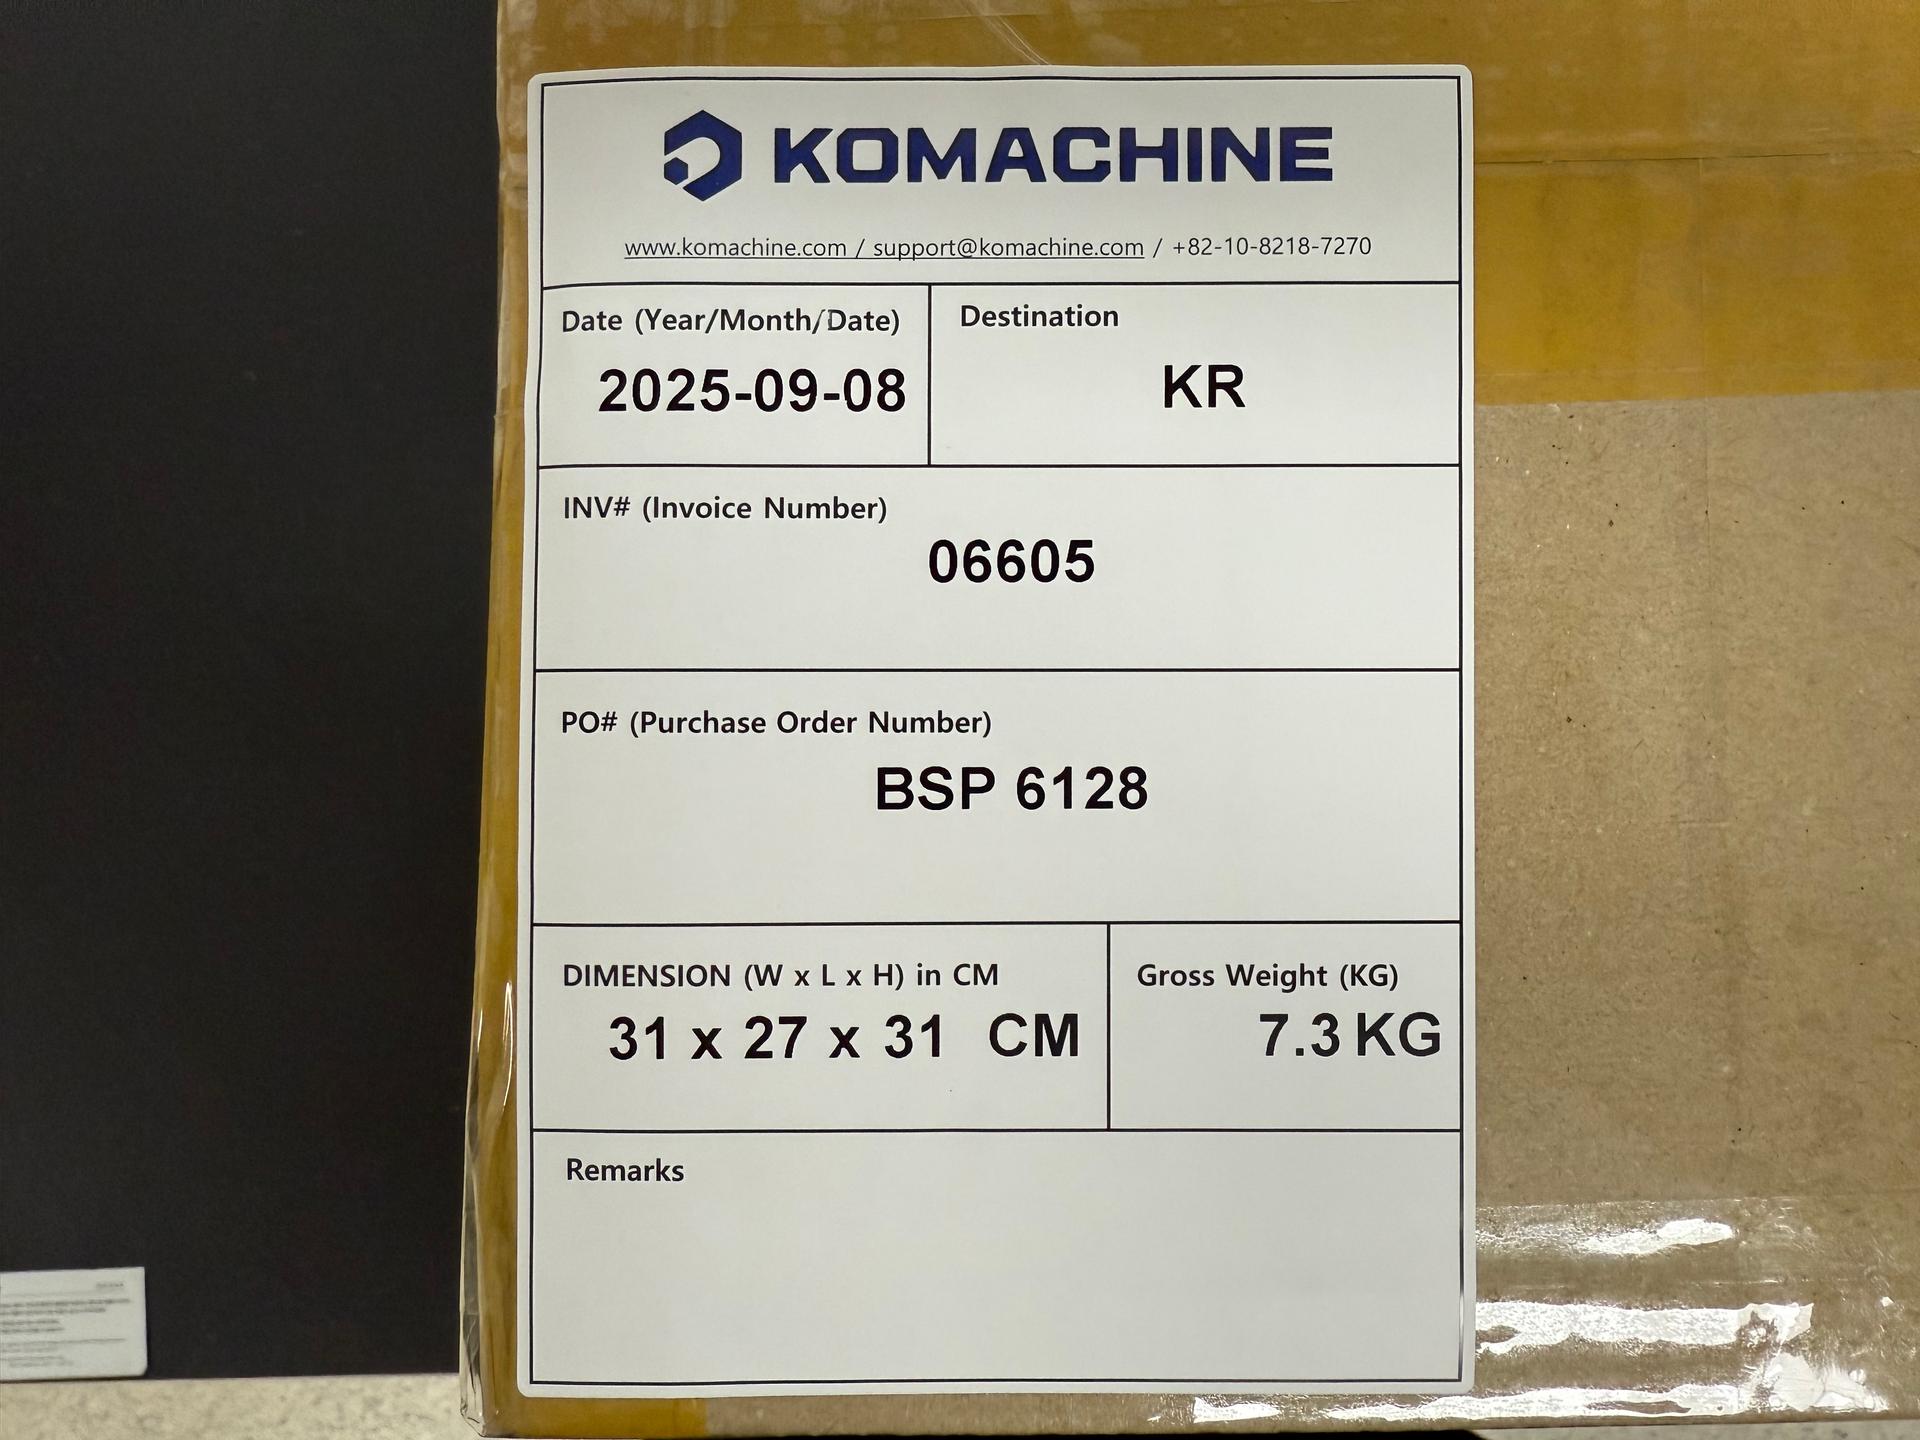 KOMACHINE
www.komachine.com / support@komachine.com / +82-10-8218-7270
Date (Year/Month/Date)
2025-09-08
Destination
KR
INV# (Invoice Number)
06605
PO# (Purchase Order Number)
BSP 6128
DIMENSION (W x L x H) in CM
31 x 27 x 31 CM
Gross Weight (KG)
7.3 KG
Remarks